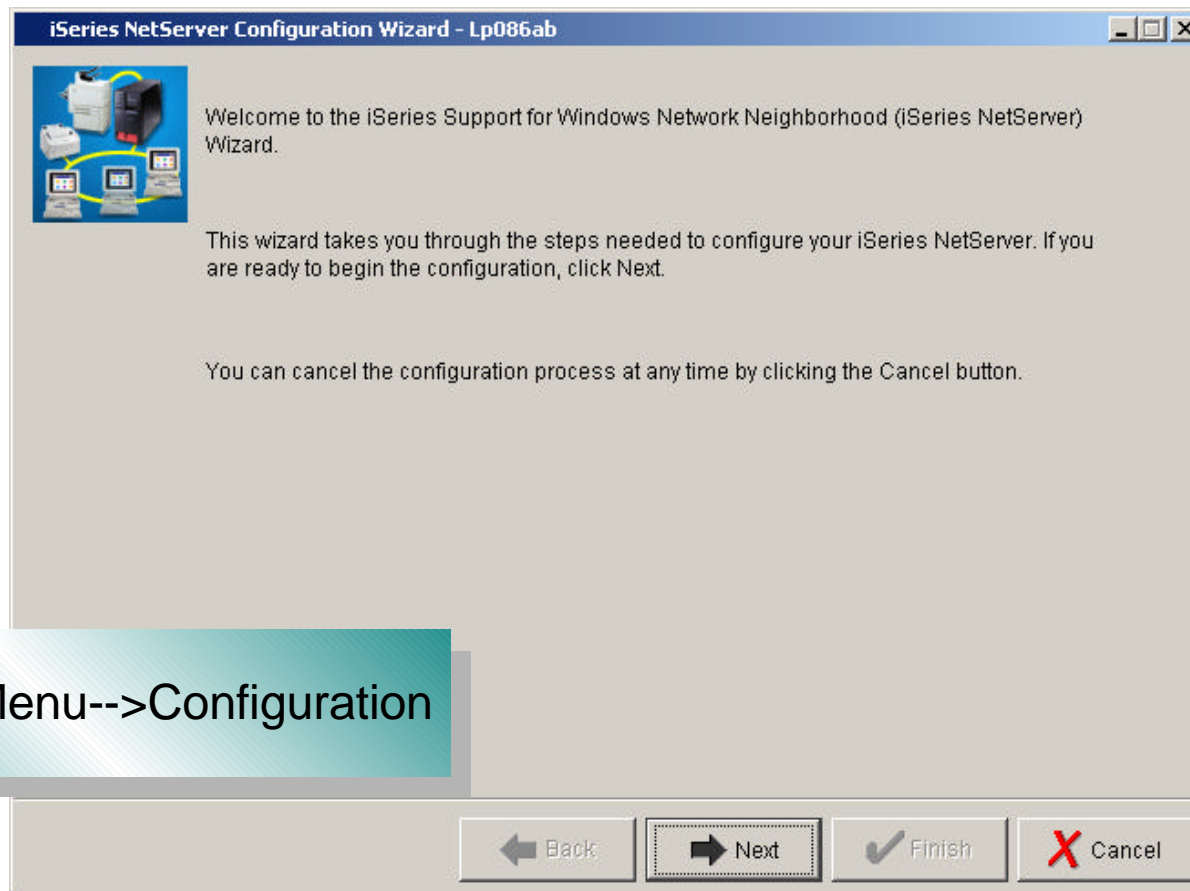 iSeries NetServer Configuration Wizard - Lp086ab
Welcome to the iSeries Support for Windows Network Neighborhood (iSeries NetServer)
Wizard.
This wizard takes you through the steps needed to configure your iSeries NetServer. If you
are ready to begin the configuration, click Next.
You can cancel the configuration process at any time by clicking the Cancel button.
-->Configuration
Back
Next
Finish
Cancel